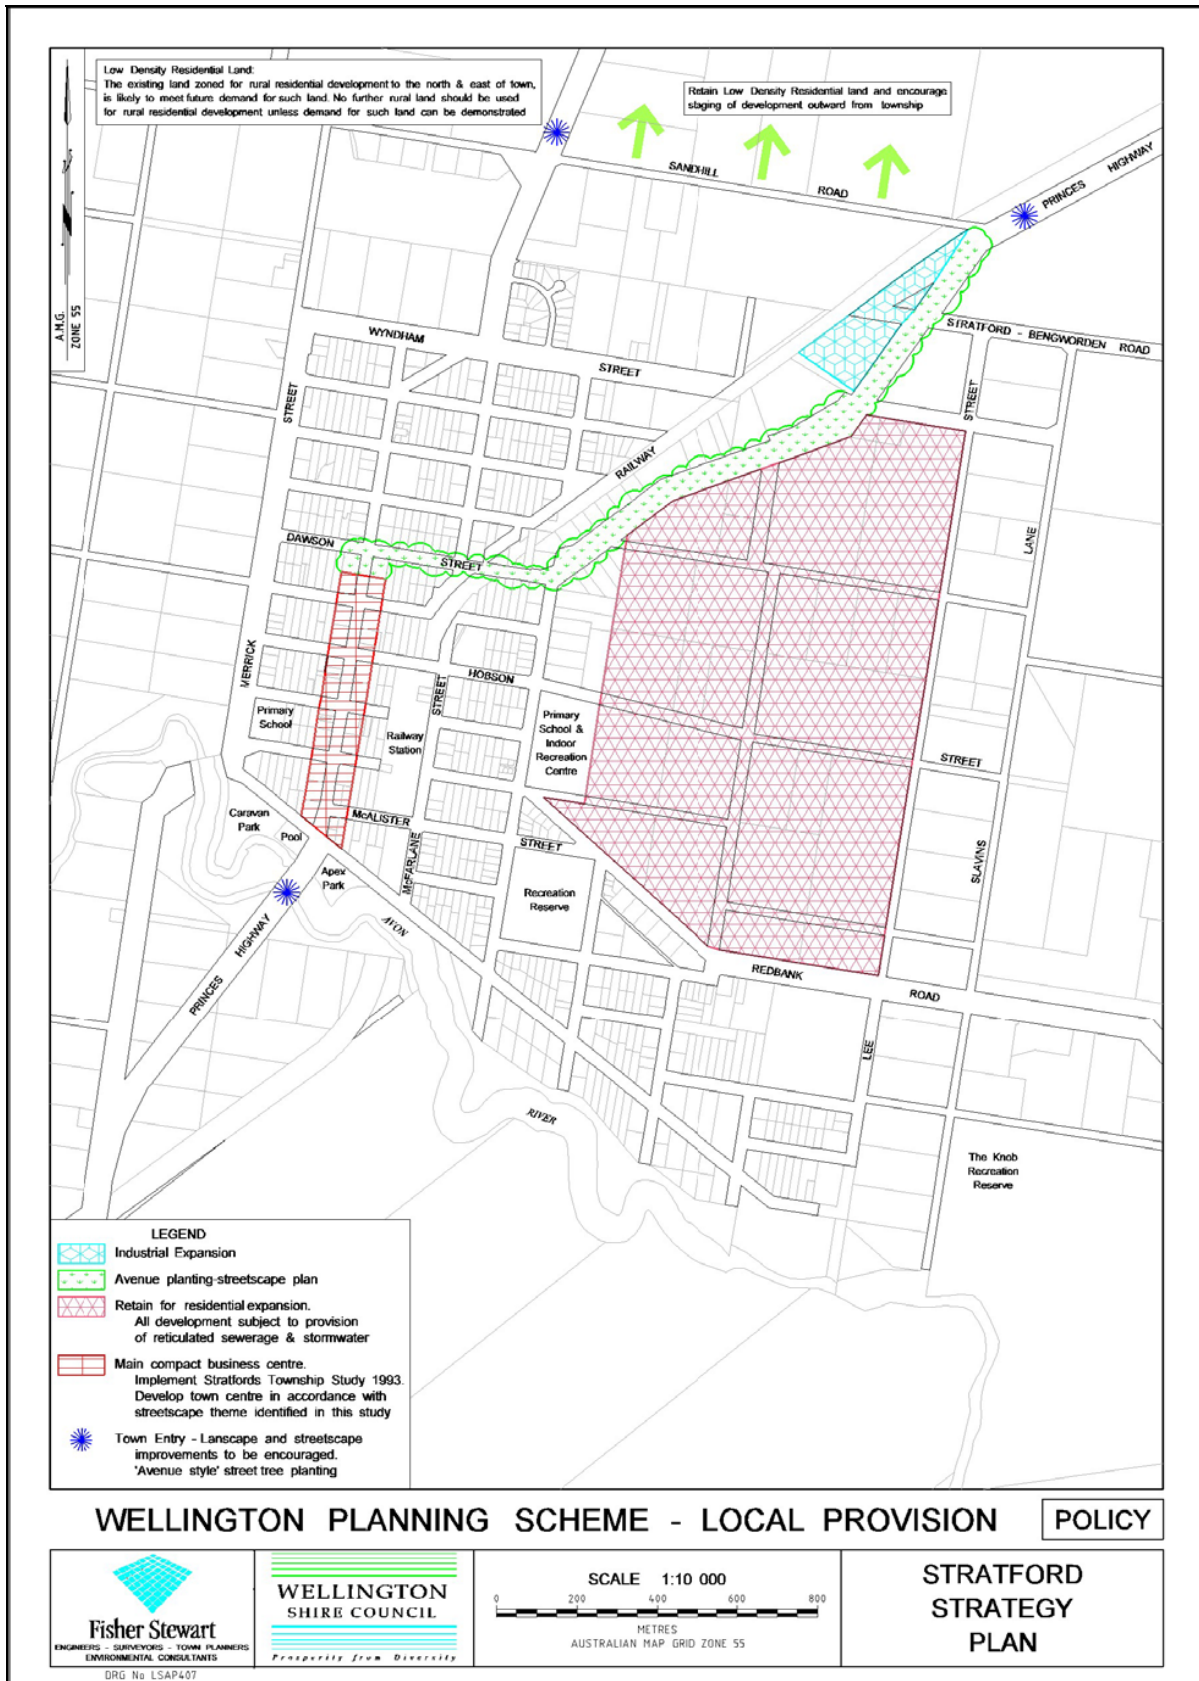 Low Density Residential Land:
The existing land zoned for rural residential development to the north & east of town,
is likely to meet future demand for such land. No further rural land should be used
for rural residential development unless demand for such land can be demonstrated
Retain Low Density Residential land and encourage
staging of development outward from township
A.M.G.
ZONE 55
SANDHILL
ROAD
PRINCES HIGHWAY
STRATFORD - BENGWORDEN ROAD
WYNDHAM
STREET
STREET
STREET
RAILWAY
LANE
DAWSON
STREET
MERRICK
HOBSON
STREET
Primary
School
Railway
Station
Primary
School &
Indoor
Recreation
Centre
STREET
Caravan
Park
Pool
McALISTER
STREET
McFARLANE
SLAVINS
Apex
Park
Recreation
Reserve
AVON
PRINCES HIGHWAY
REDBANK
ROAD
LEE
RIVER
The Knob
Recreation
Reserve
LEGEND
Industrial Expansion
Avenue planting-streetscape plan
Retain for residential expansion.
All development subject to provision
of reticulated sewerage & stormwater
Main compact business centre.
Implement Stratfords Township Study 1993.
Develop town centre in accordance with
streetscape theme identified in this study
Town Entry - Lanscape and streetscape
improvements to be encouraged.
'Avenue style' street tree planting
WELLINGTON PLANNING SCHEME - LOCAL PROVISION
POLICY
Fisher Stewart
ENGINEERS - SURVEYORS - TOWN PLANNERS
ENVIRONMENTAL CONSULTANTS
WELLINGTON
SHIRE COUNCIL
Prosperity from Diversity
SCALE 1:10 000
0 200 400 600 800
METRES
AUSTRALIAN MAP GRID ZONE 55
STRATFORD
STRATEGY
PLAN
DRG No LSAP407